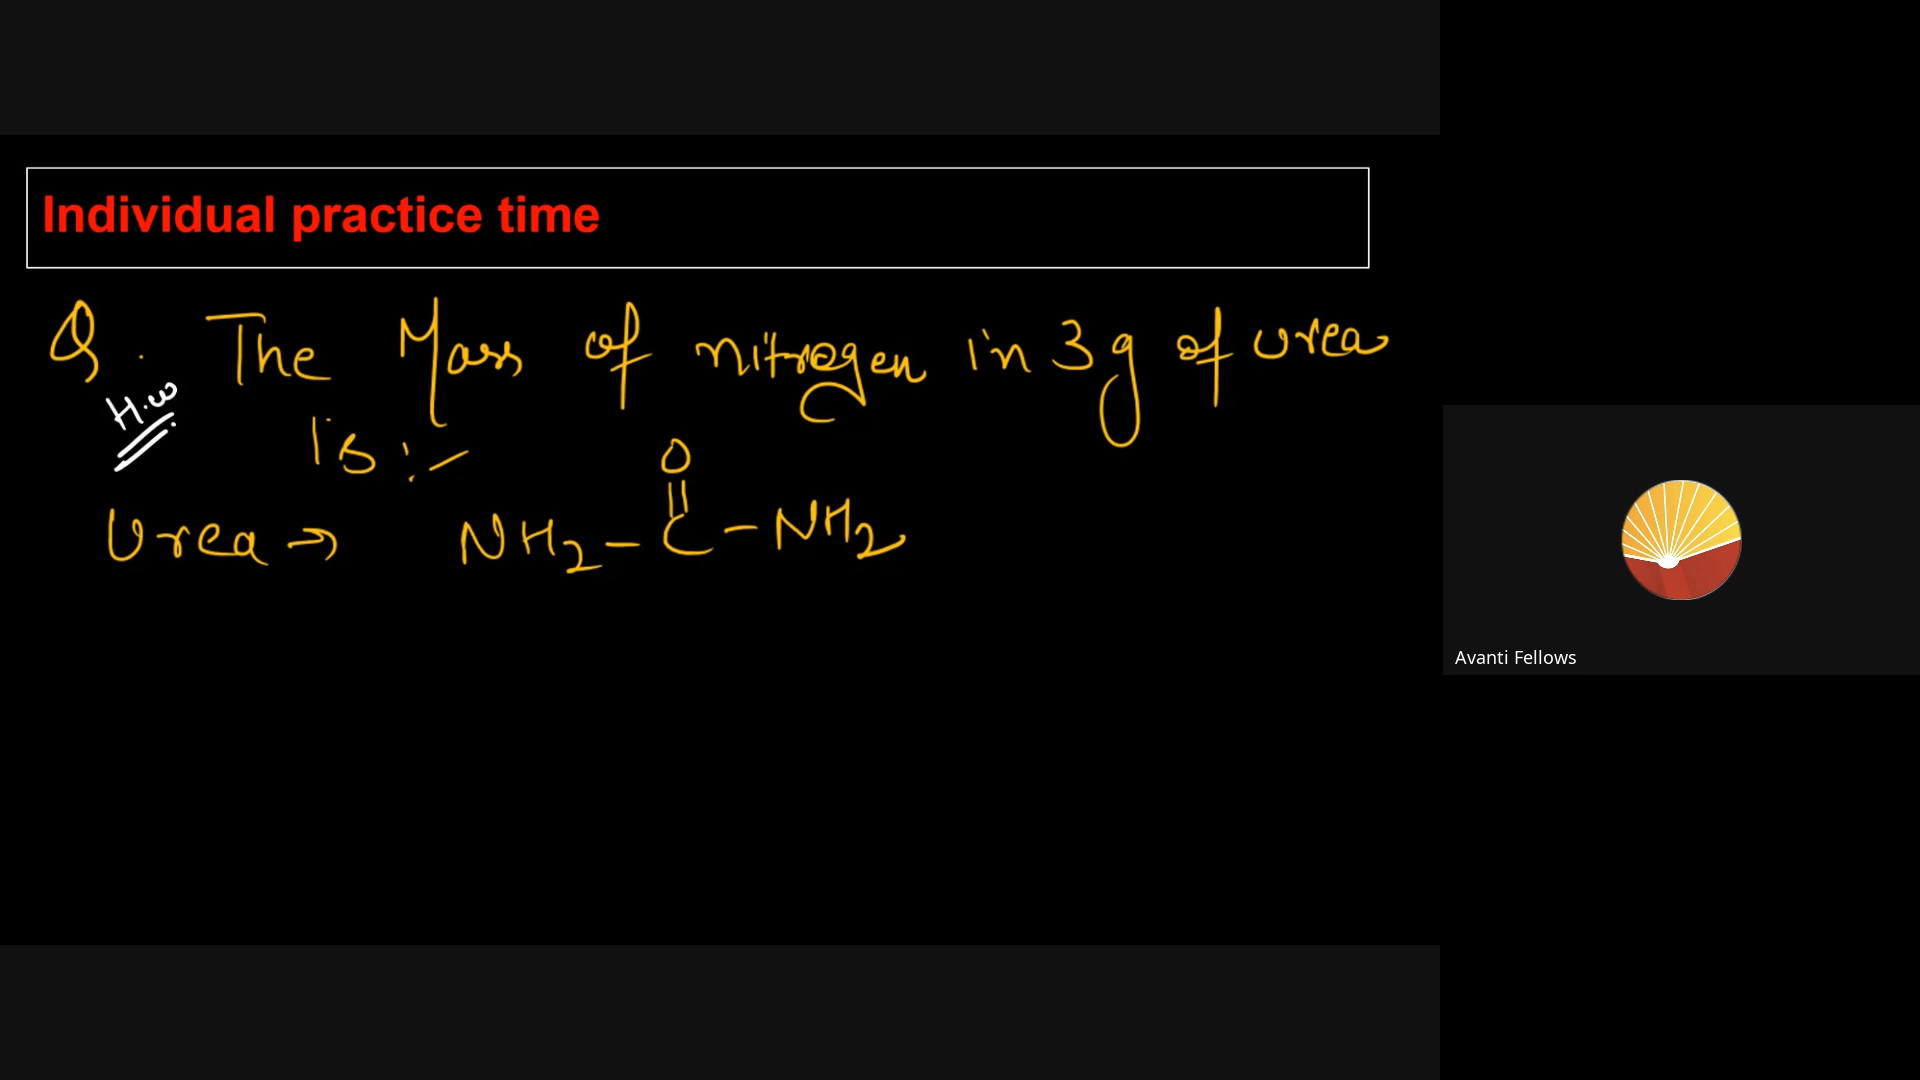 Individual practice time
Q. The Mass of nitrogen in 3g of urea
H.w
is :-
O
Urea → NH2 - C - NH2
Avanti Fellows